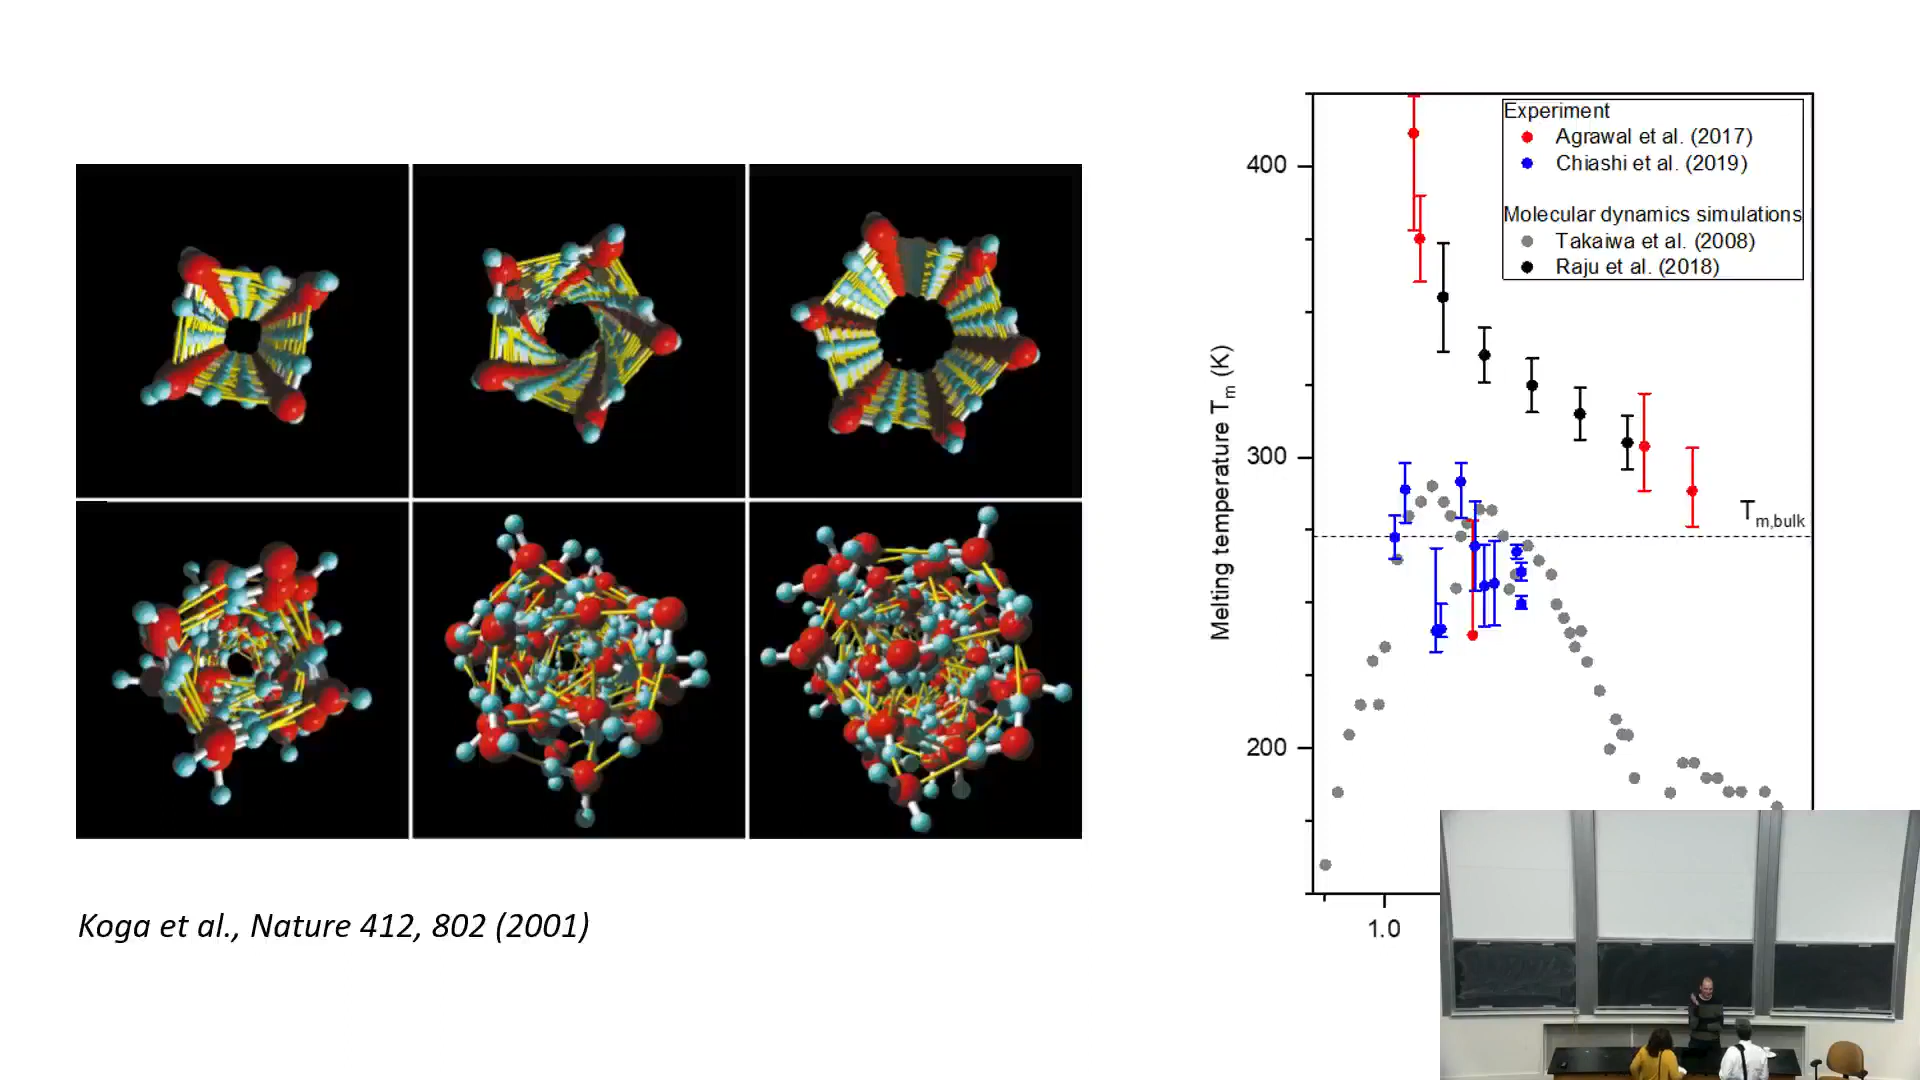 Koga et al., Nature 412, 802 (2001)
Melting temperature Tm (K)
400
300
200
1.0
Experiment
Agrawal et al. (2017)
Chiashi et al. (2019)
Molecular dynamics simulations
Takaiwa et al. (2008)
Raju et al. (2018)
Tm,bulk